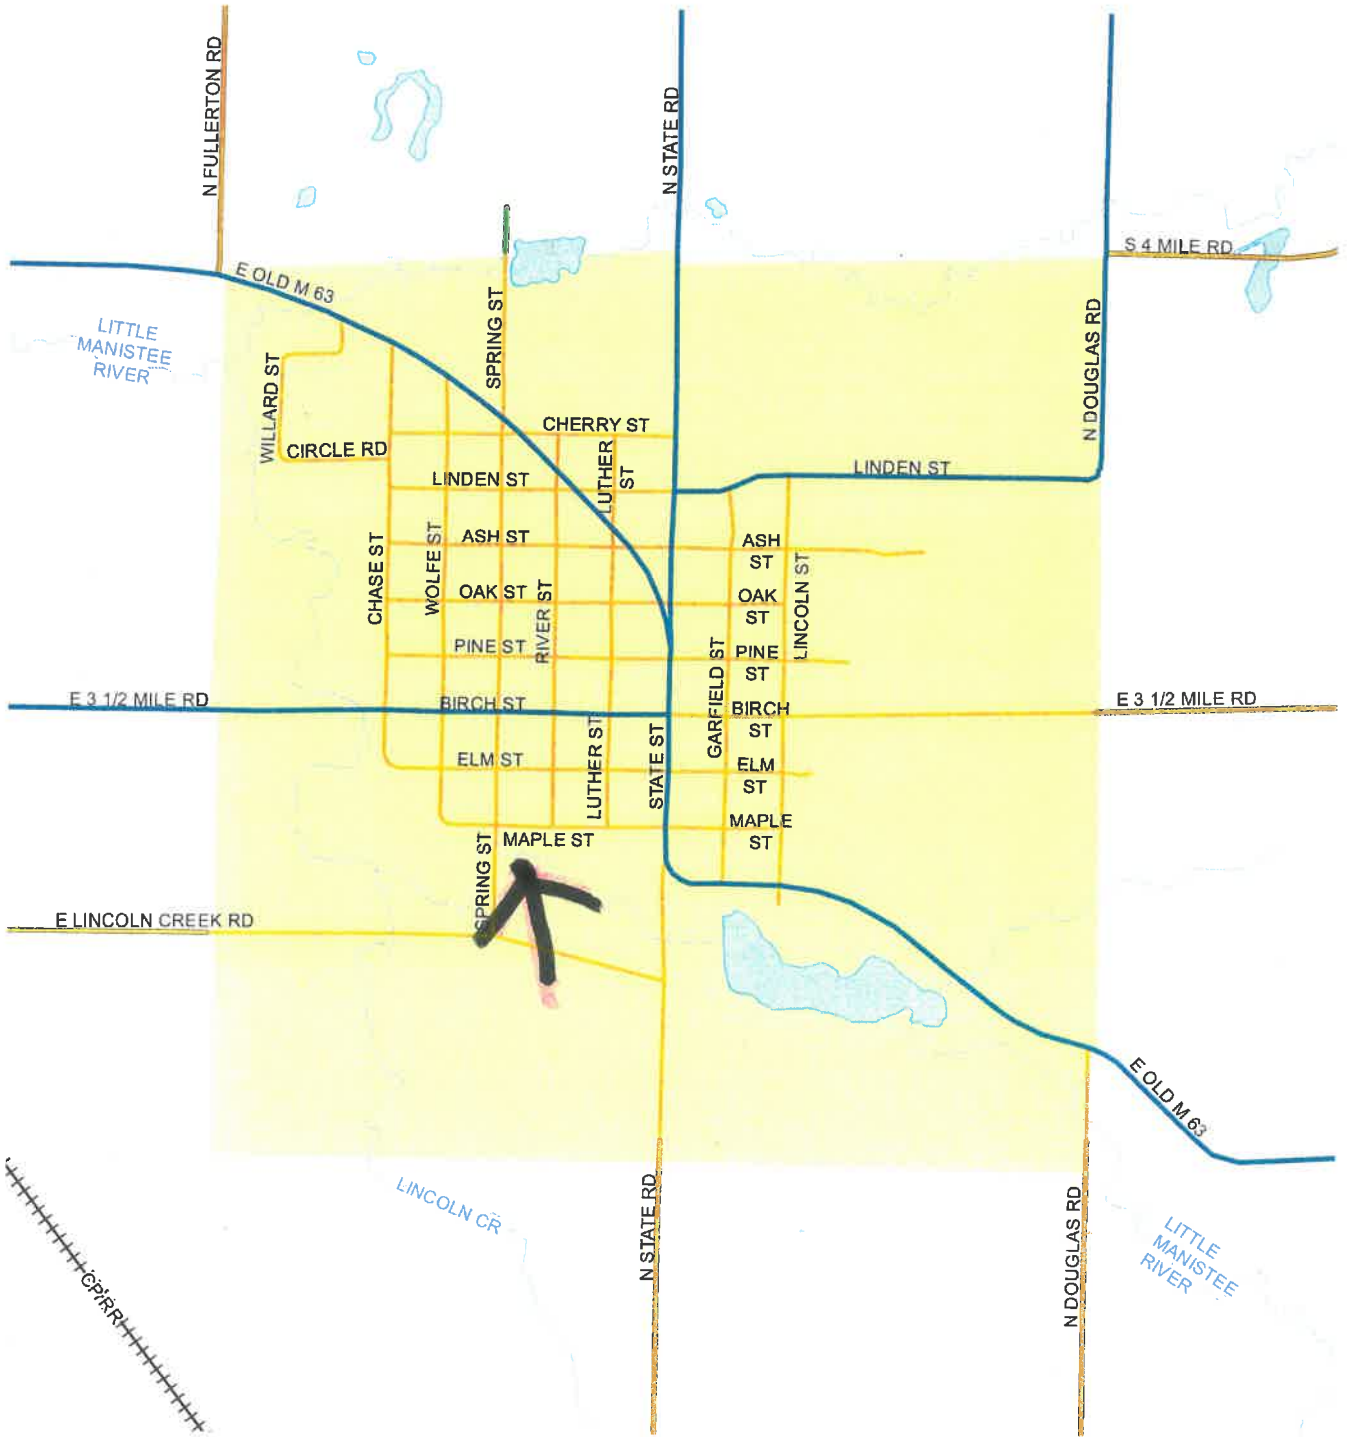 N FULLERTON RD
N STATE RD
S 4 MILE RD
E OLD M 63
LITTLE
MANISTEE
RIVER
SPRING ST
N DOUGLAS RD
WILLARD ST
CHERRY ST
CIRCLE RD
LUTHER
ST
LINDEN ST
LINDEN ST
CHASE ST
WOLFE ST
ASH ST
ASH
ST
OAK ST
RIVER ST
OAK
ST
LINCOLN ST
PINE ST
GARFIELD ST
PINE
ST
E 3 1/2 MILE RD
BIRCH ST
BIRCH
ST
E 3 1/2 MILE RD
LUTHER ST
STATE ST
ELM ST
ELM
ST
MAPLE ST
MAPLE
ST
SPRING ST
E LINCOLN CREEK RD
E OLD M 63
LINCOLN CR
N STATE RD
N DOUGLAS RD
LITTLE
MANISTEE
RIVER
CP/RR